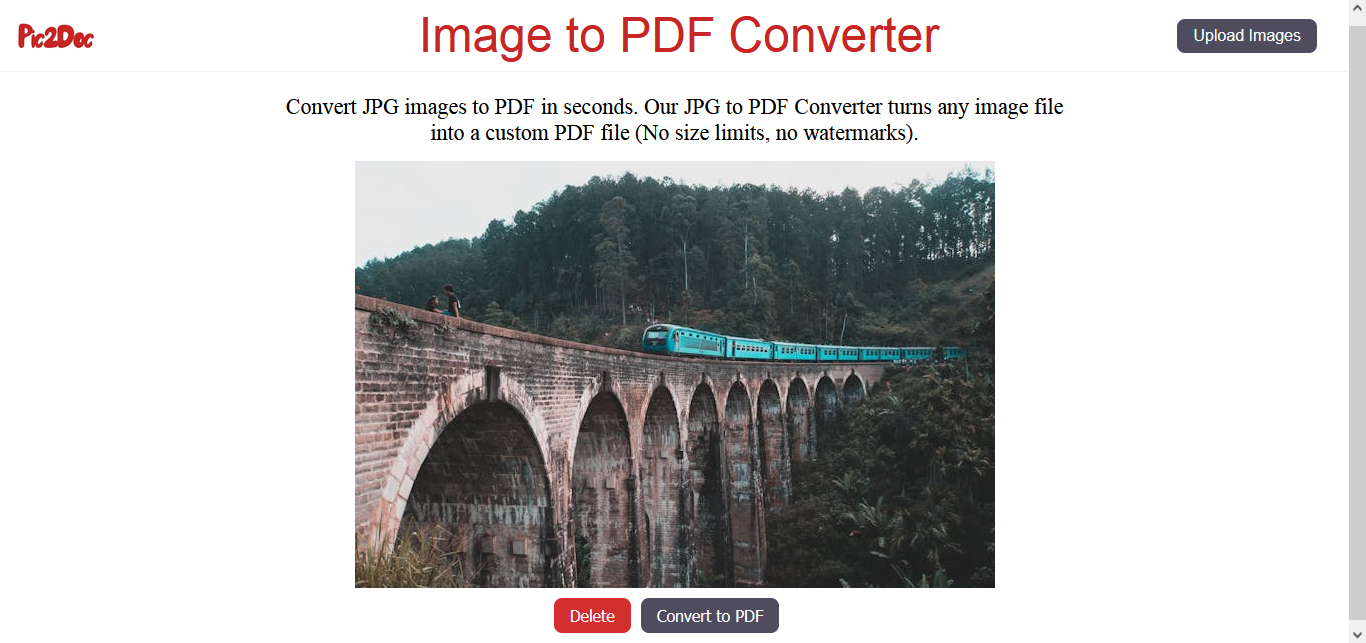 Pic2Doc
Image to PDF Converter
Upload Images
Convert JPG images to PDF in seconds. Our JPG to PDF Converter turns any image file
into a custom PDF file (No size limits, no watermarks).
Delete
Convert to PDF